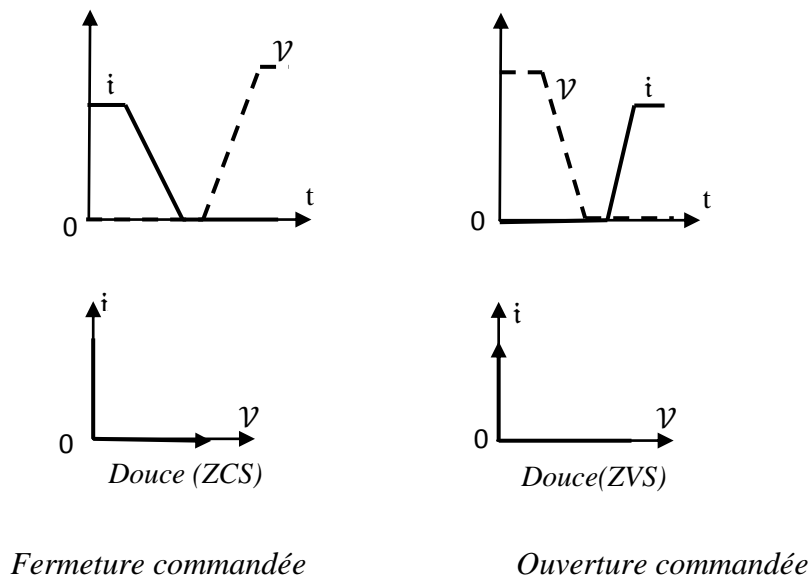 𝒱
i
t
0
𝒱
i
t
0
i
𝒱
0
Douce (ZCS)
i
𝒱
0
Douce(ZVS)
Fermeture commandée
Ouverture commandée